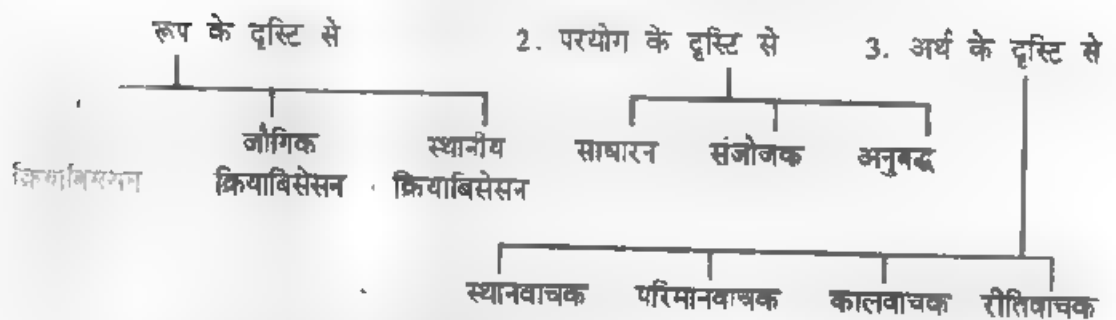 रूप के दृस्टि से 2. परयोग के दृस्टि से 3. अर्थ के दृस्टि से
जौगिक स्थानीय साधारन संजोजक अनुबद्ध
क्रियाबिसेसन क्रियाबिसेसन क्रियाबिसेसन
स्थानवाचक परिमानवाचक कालवाचक रीतिवाचक